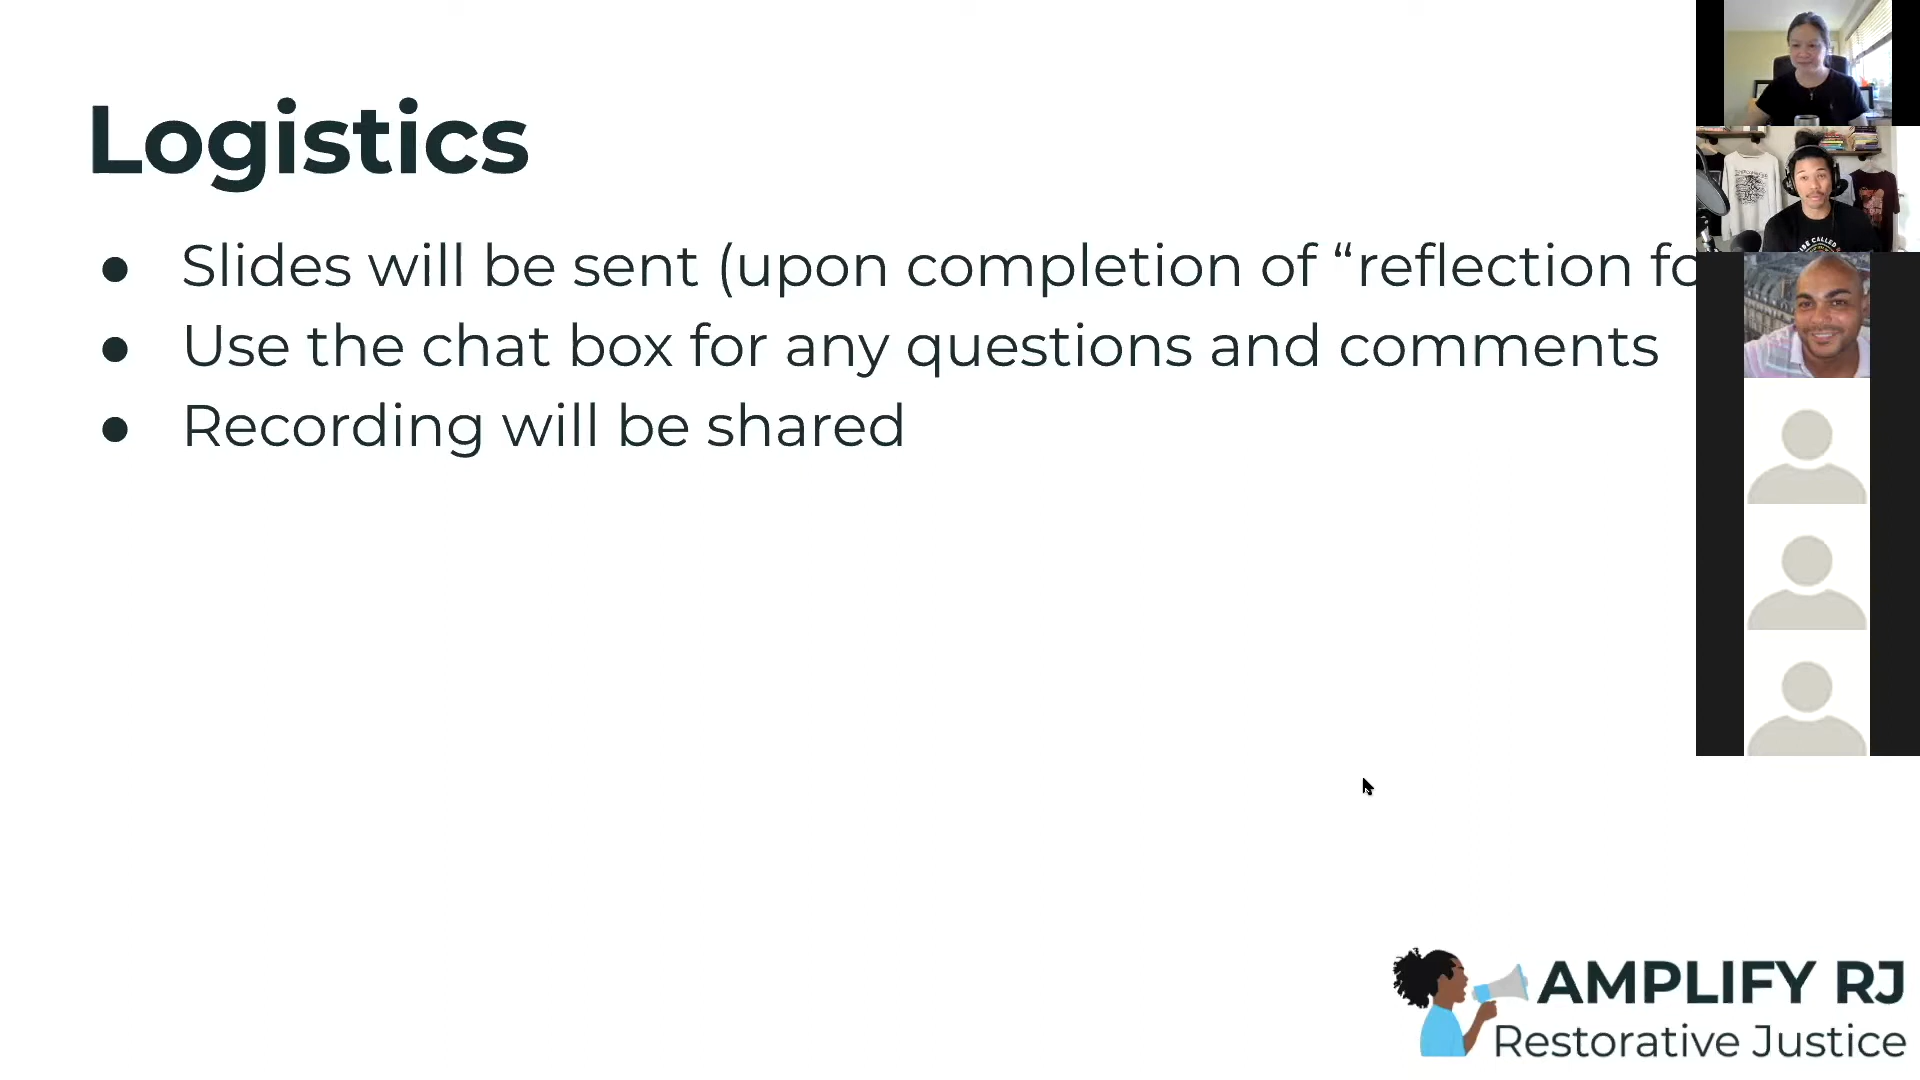 Logistics
● Slides will be sent (upon completion of “reflection fo
● Use the chat box for any questions and comments
● Recording will be shared
AMPLIFY RJ
Restorative Justice